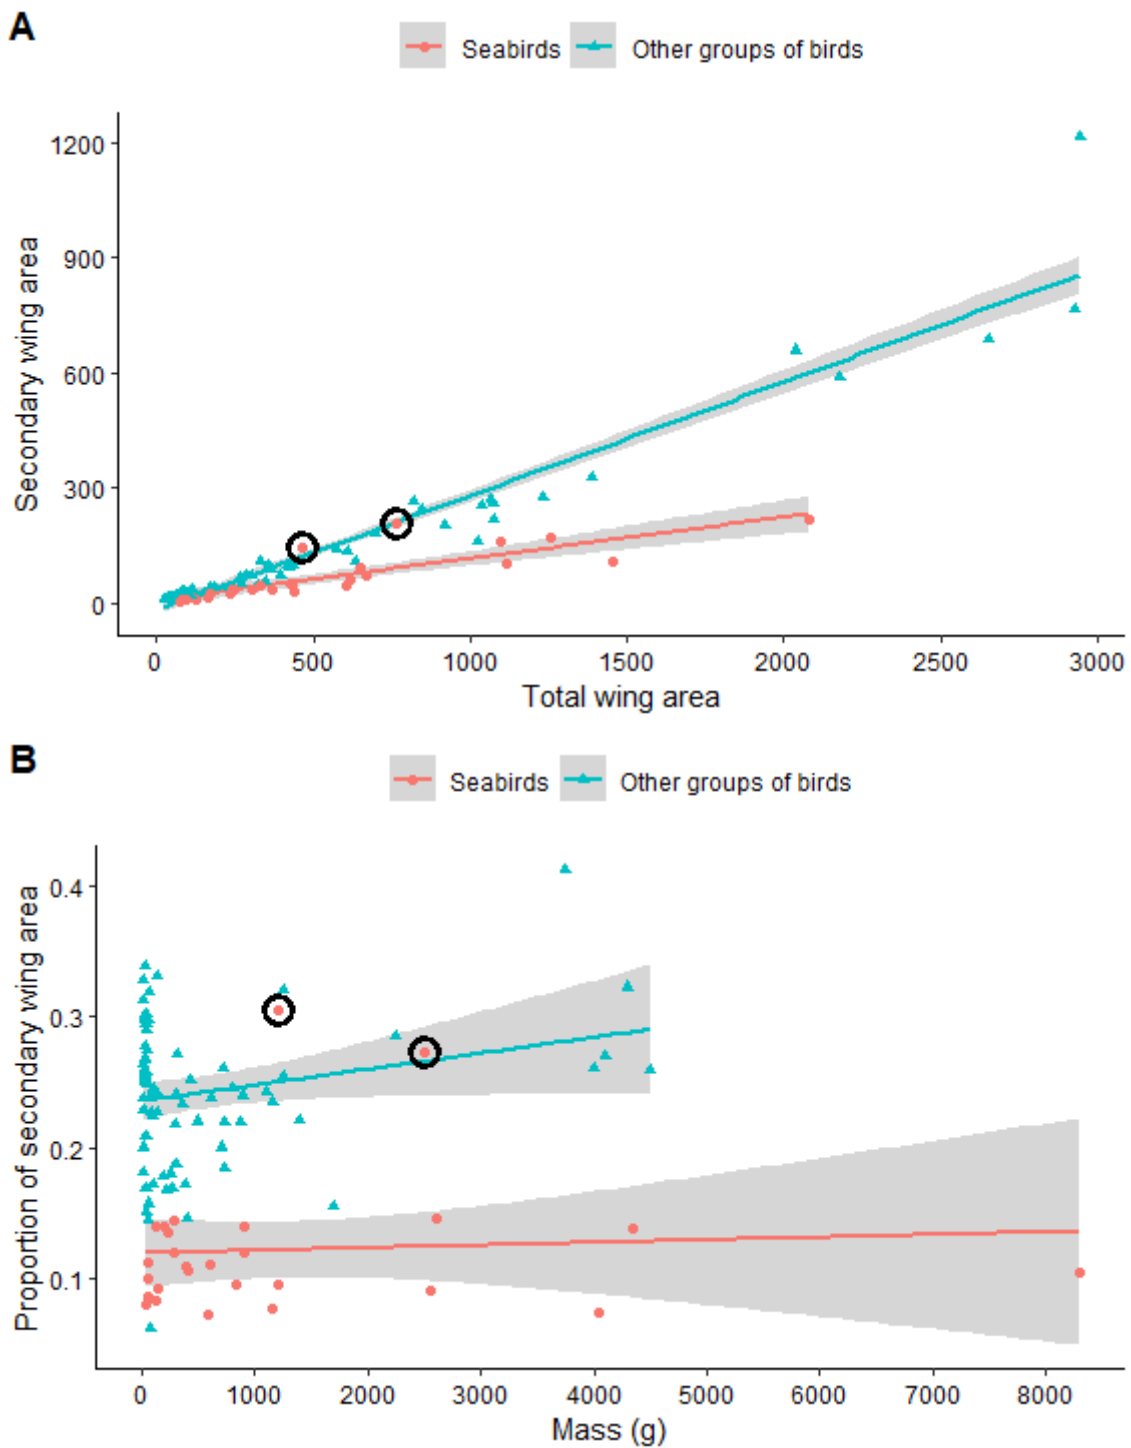 A
Seabirds Other groups of birds
1200
900
600
300
0
Secondary wing area
0 500 1000 1500 2000 2500 3000
Total wing area
B
Seabirds Other groups of birds
0.4
0.3
0.2
0.1
Proportion of secondary wing area
0 1000 2000 3000 4000 5000 6000 7000 8000
Mass (g)